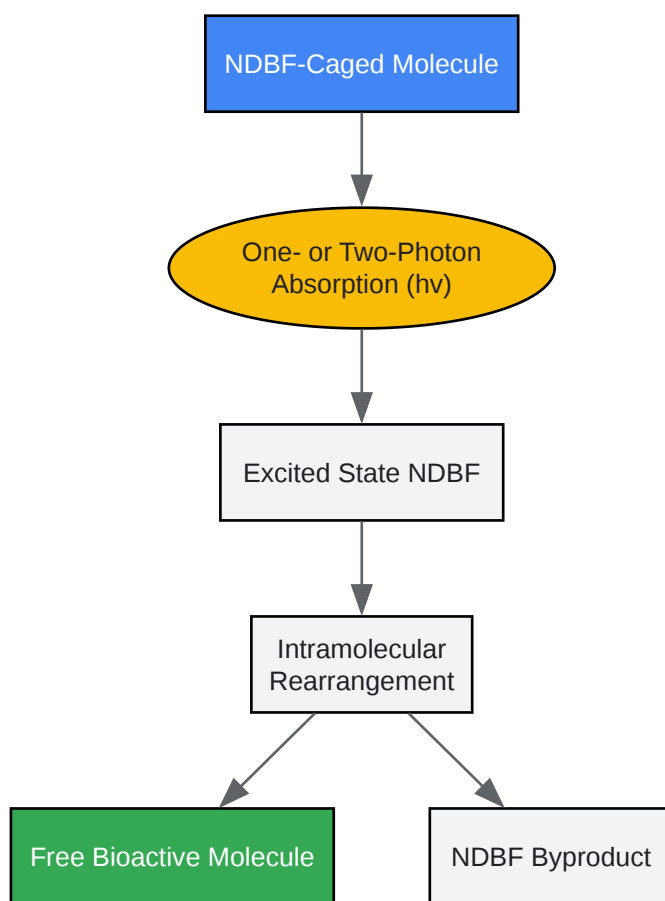 NDBF-Caged Molecule
One- or Two-Photon
Absorption (hv)
Excited State NDBF
Intramolecular
Rearrangement
Free Bioactive Molecule
NDBF Byproduct